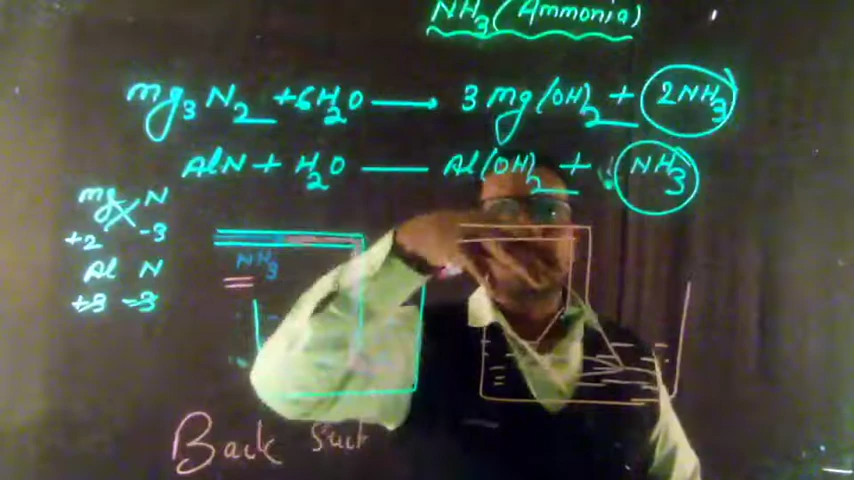 NH₃ (Ammonia)
Mg₃N₂ + 6H₂O → 3Mg(OH)₂ + 2NH₃
AlN + H₂O — Al(OH)₂ + NH₃
Mg N
+2 -3
Al N
+3 -3
NH₃
Back Suck